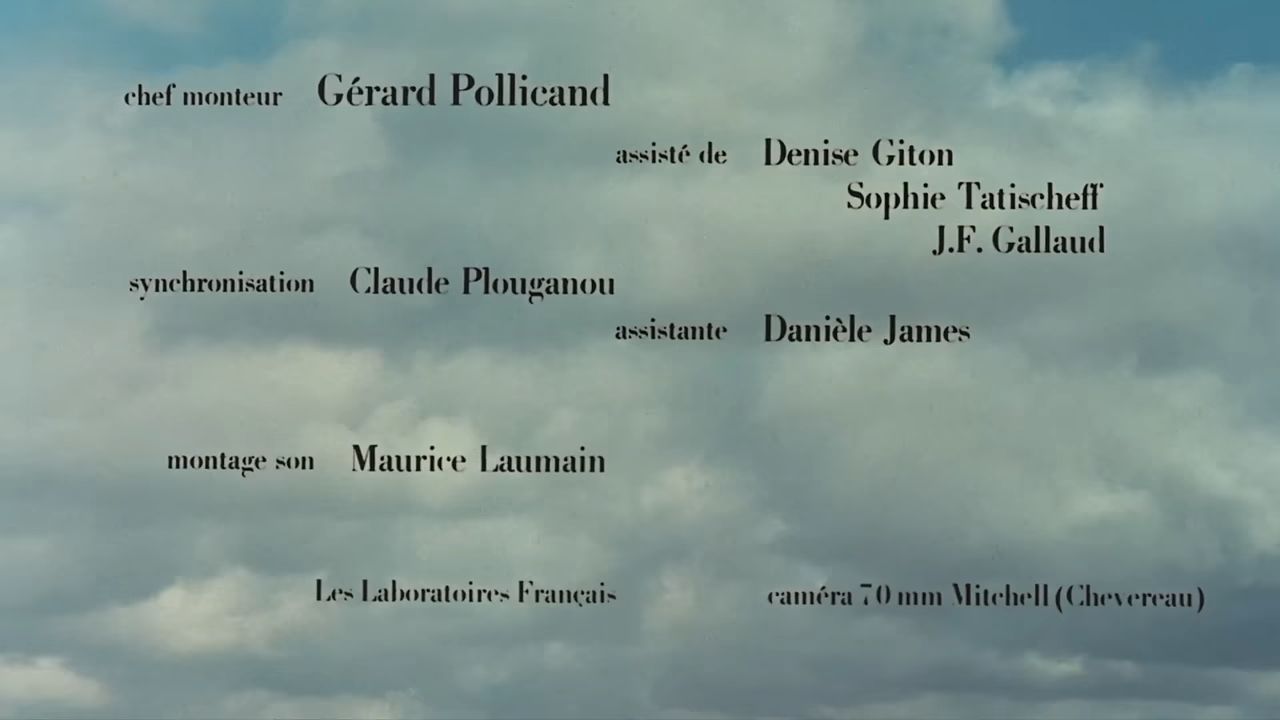 chef monteur Gérard Pollicand
assisté de Denise Giton
Sophie Tatischeff
J.F. Gallaud
synchronisation Claude Plouganou
assistante Danièle James
montage son Maurice Laumain
Les Laboratoires Français caméra 70 mm Mitchell (Chevereau)